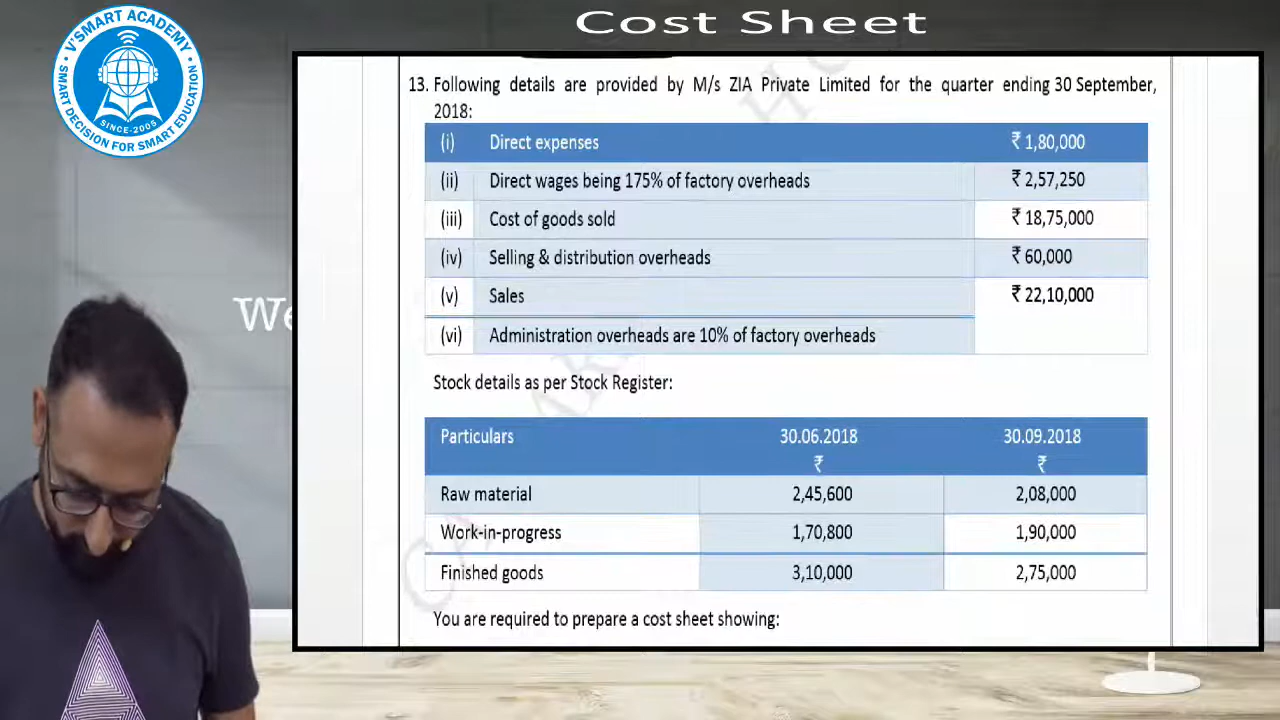 Cost Sheet
V'SMART ACADEMY
SINCE-2005
SMART DECISION FOR SMART EDUCATION
We
13. Following details are provided by M/s ZIA Private Limited for the quarter ending 30 September,
2018:
(i) Direct expenses ₹ 1,80,000
(ii) Direct wages being 175% of factory overheads ₹ 2,57,250
(iii) Cost of goods sold ₹ 18,75,000
(iv) Selling & distribution overheads ₹ 60,000
(v) Sales ₹ 22,10,000
(vi) Administration overheads are 10% of factory overheads
Stock details as per Stock Register:
Particulars 30.06.2018 30.09.2018
₹ ₹
Raw material 2,45,600 2,08,000
Work-in-progress 1,70,800 1,90,000
Finished goods 3,10,000 2,75,000
You are required to prepare a cost sheet showing: